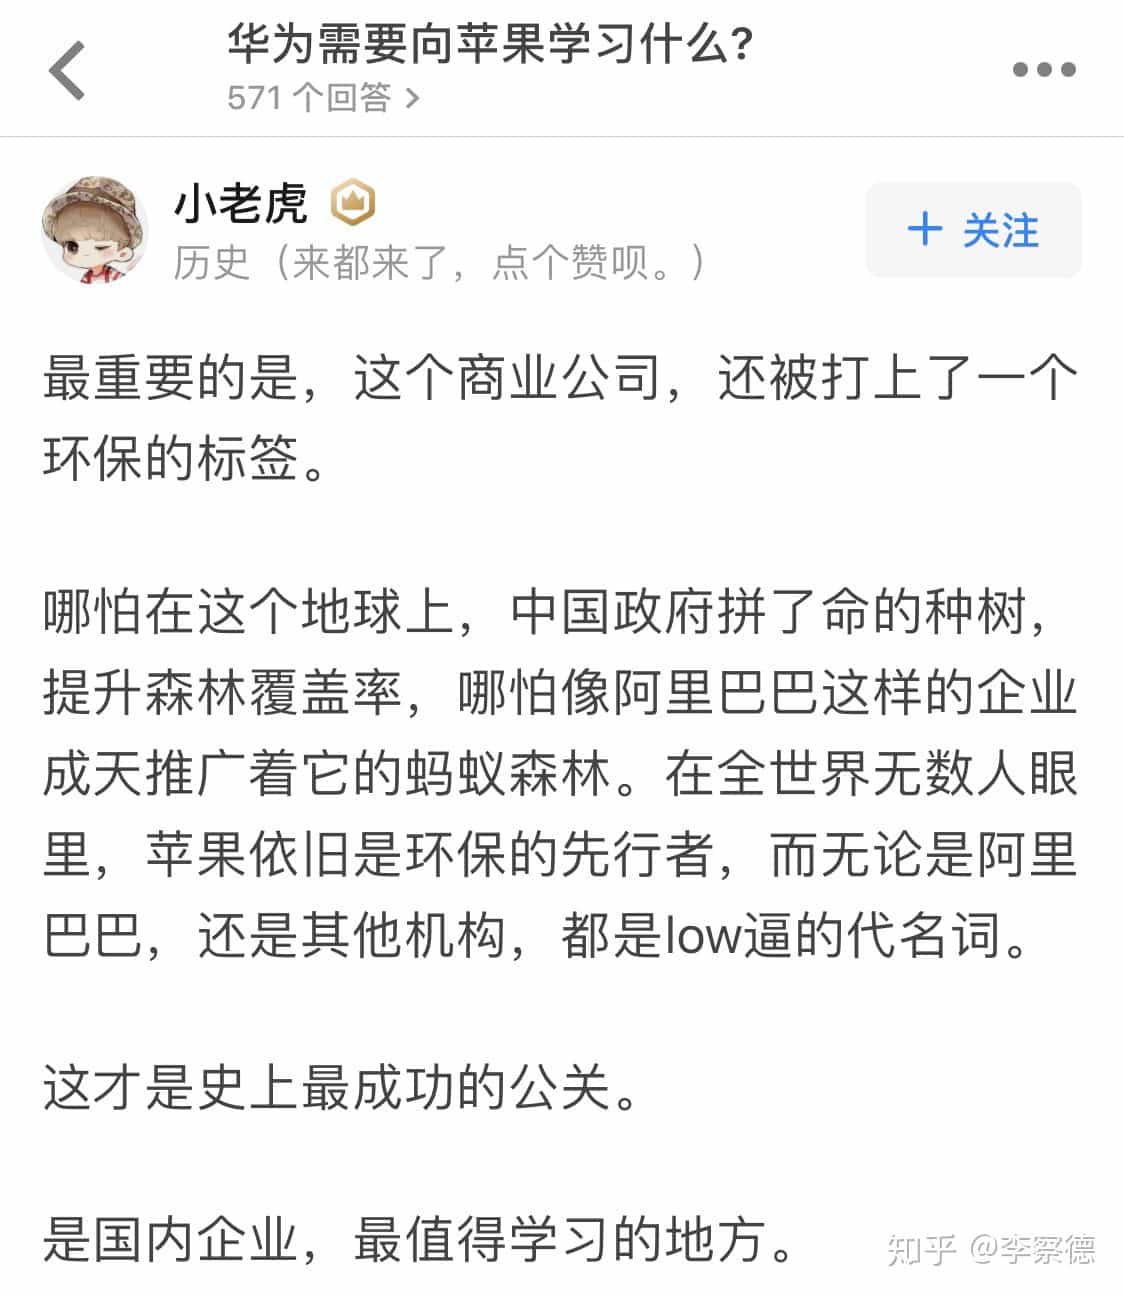 华为需要向苹果学习什么?
571 个回答 >
小老虎
历史（来都来了，点个赞呗。）
+ 关注
最重要的是，这个商业公司，还被打上了一个
环保的标签。
哪怕在这个地球上，中国政府拼了命的种树，
提升森林覆盖率，哪怕像阿里巴巴这样的企业
成天推广着它的蚂蚁森林。在全世界无数人眼
里，苹果依旧是环保的先行者，而无论是阿里
巴巴，还是其他机构，都是low逼的代名词。
这才是史上最成功的公关。
是国内企业，最值得学习的地方。
知乎 @李察德